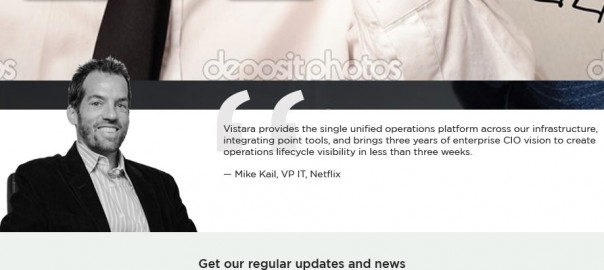 depositphotos
os
Vistara provides the single unified operations platform across our infrastructure,
integrating point tools, and brings three years of enterprise CIO vision to create
operations lifecycle visibility in less than three weeks.
— Mike Kail, VP IT, Netflix
Get our regular updates and news